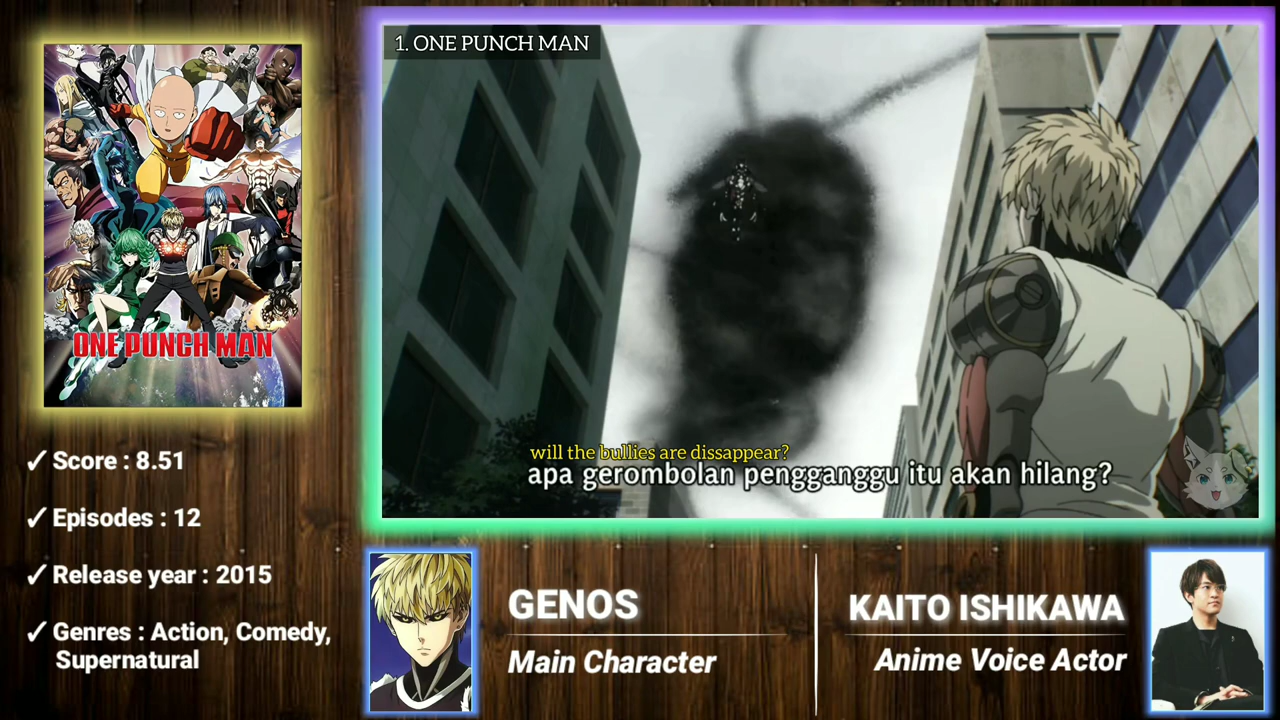 1. ONE PUNCH MAN
ONE PUNCH MAN
will the bullies are dissappear?
apa gerombolan pengganggu itu akan hilang?
✓ Score : 8.51
✓ Episodes : 12
✓ Release year : 2015
✓ Genres : Action, Comedy,
Supernatural
GENOS
Main Character
KAITO ISHIKAWA
Anime Voice Actor